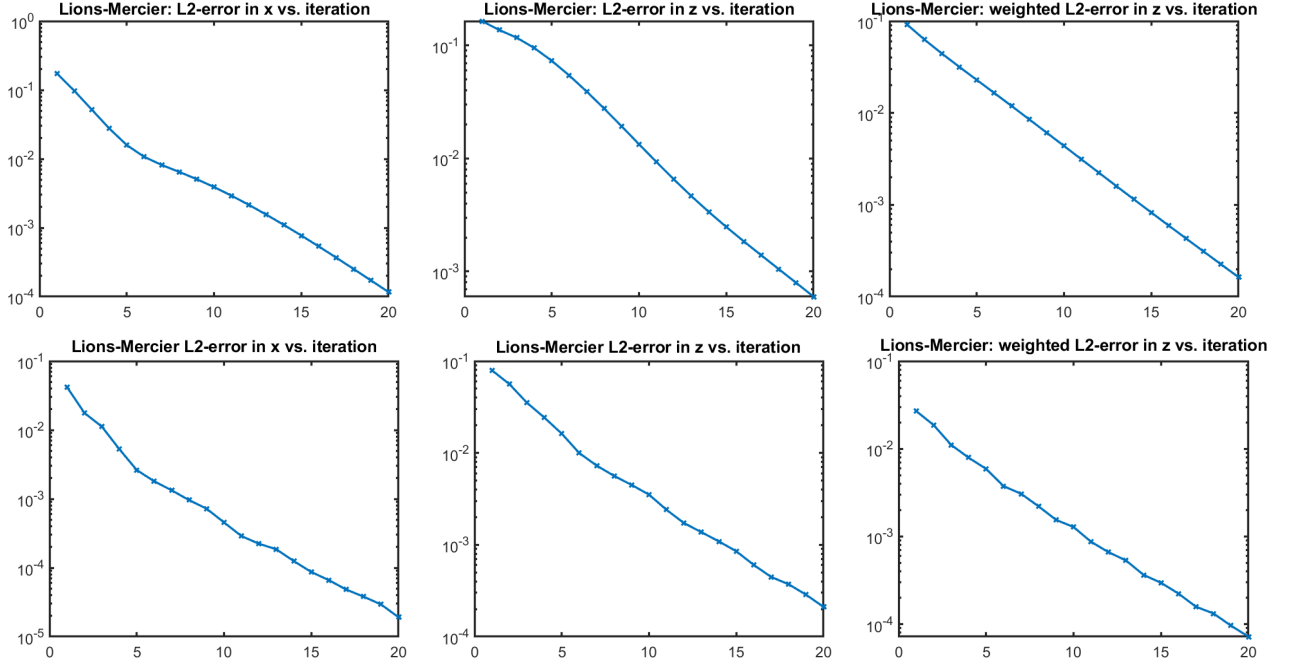 Lions-Mercier: L2-error in x vs. iteration
10^0
10^-1
10^-2
10^-3
10^-4
0 5 10 15 20
Lions-Mercier: L2-error in z vs. iteration
10^-1
10^-2
10^-3
0 5 10 15 20
Lions-Mercier: weighted L2-error in z vs. iteration
10^-1
10^-2
10^-3
10^-4
0 5 10 15 20
Lions-Mercier L2-error in x vs. iteration
10^-1
10^-2
10^-3
10^-4
10^-5
0 5 10 15 20
Lions-Mercier L2-error in z vs. iteration
10^-1
10^-2
10^-3
10^-4
0 5 10 15 20
Lions-Mercier: weighted L2-error in z vs. iteration
10^-1
10^-2
10^-3
10^-4
0 5 10 15 20